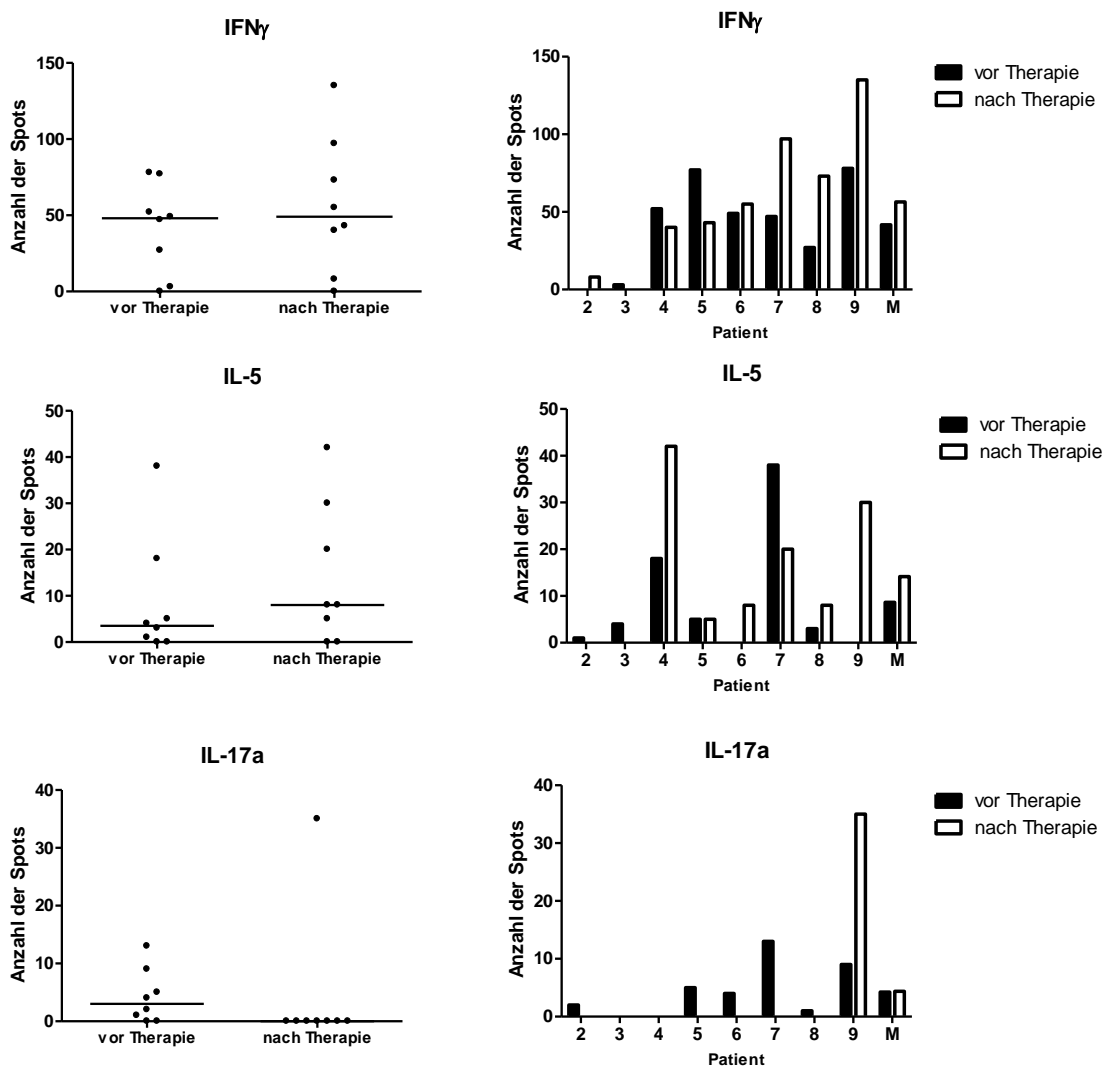 IFNγ
Anzahl der Spots
150
100
50
0
vor Therapie
nach Therapie
IFNγ
Anzahl der Spots
150
100
50
0
2 3 4 5 6 7 8 9 M
Patient
vor Therapie
nach Therapie
IL-5
Anzahl der Spots
50
40
30
20
10
0
vor Therapie
nach Therapie
IL-5
Anzahl der Spots
50
40
30
20
10
0
2 3 4 5 6 7 8 9 M
Patient
vor Therapie
nach Therapie
IL-17a
Anzahl der Spots
40
30
20
10
0
vor Therapie
nach Therapie
IL-17a
Anzahl der Spots
40
30
20
10
0
2 3 4 5 6 7 8 9 M
Patient
vor Therapie
nach Therapie